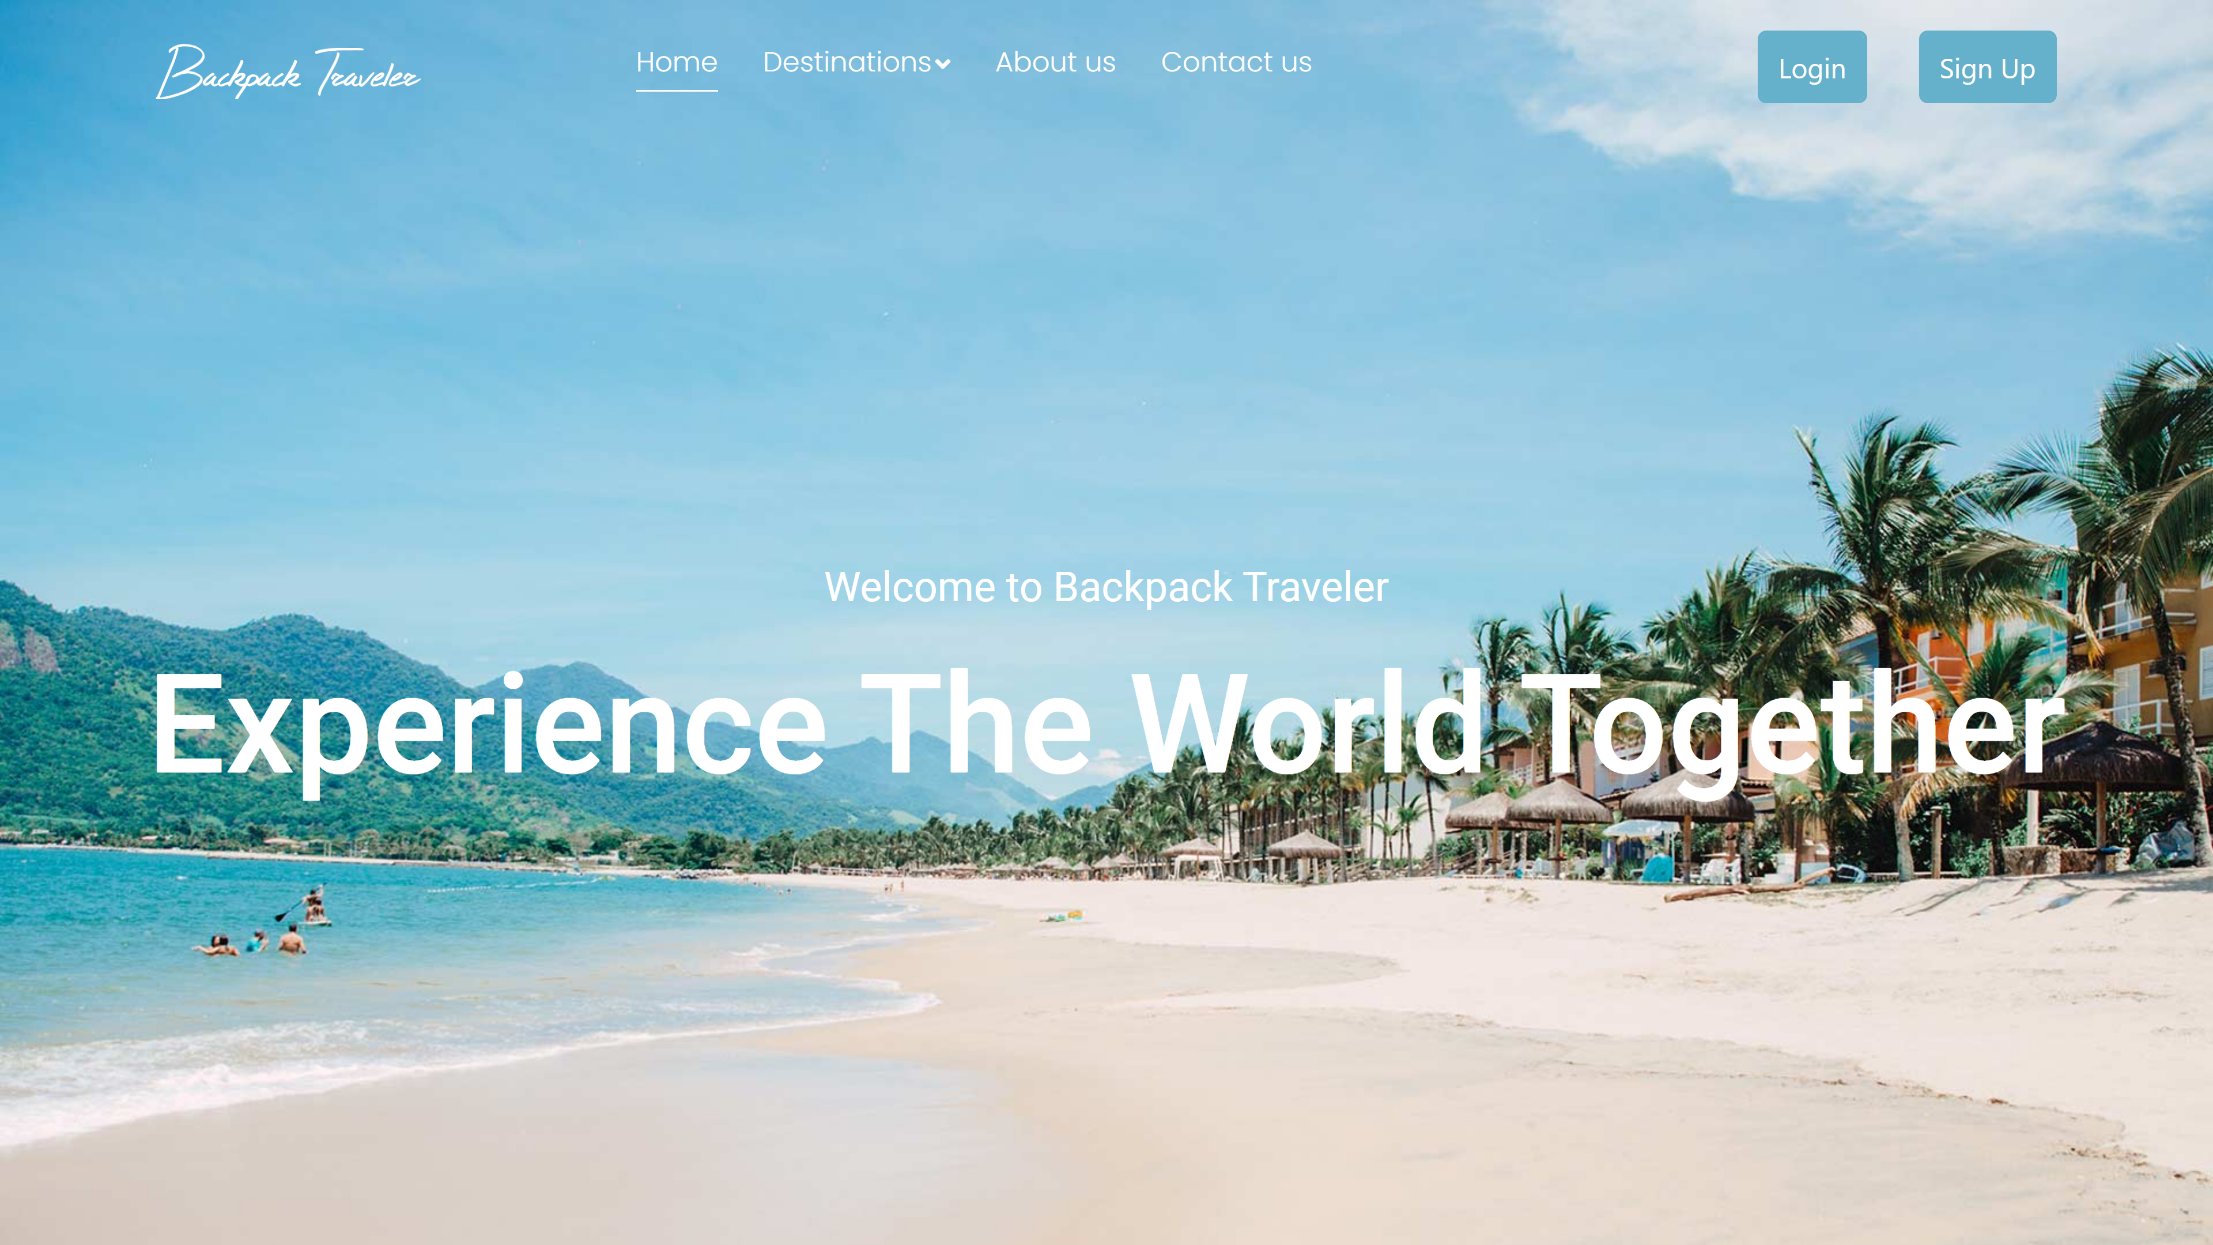 Backpack Traveler
Home Destinations About us Contact us
Login Sign Up
Welcome to Backpack Traveler
Experience The World Together